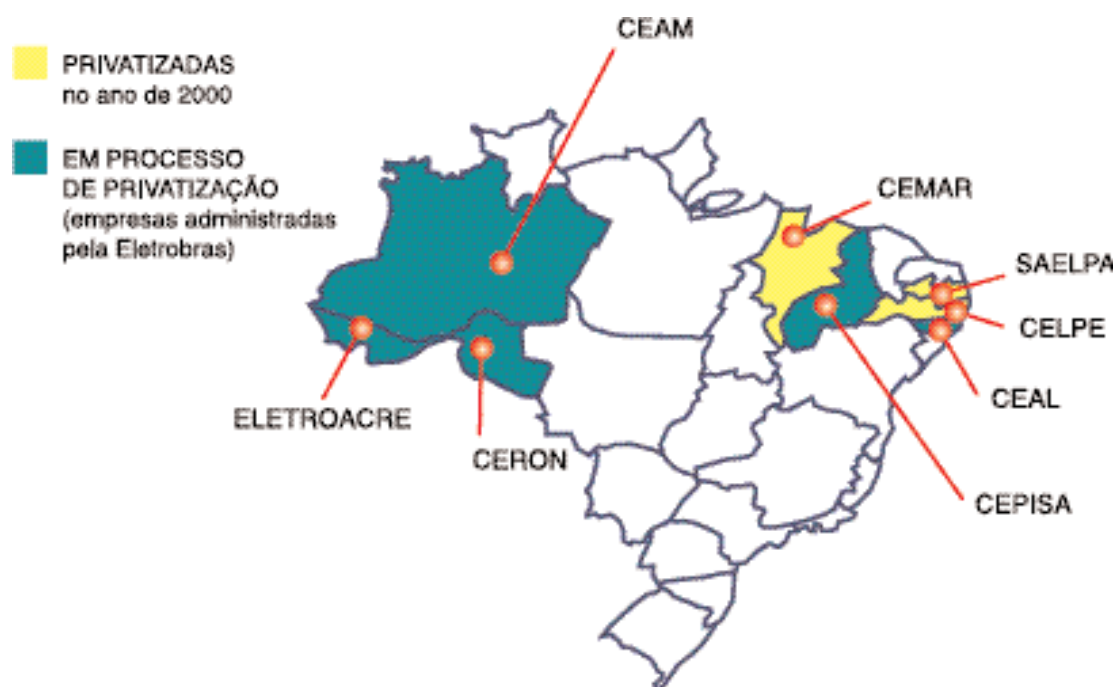 PRIVATIZADAS
no ano de 2000
EM PROCESSO
DE PRIVATIZAÇÃO
(empresas administradas
pela Eletrobras)
CEAM
CEMAR
SAELPA
CELPE
CEAL
CEPISA
ELETROACRE
CERON